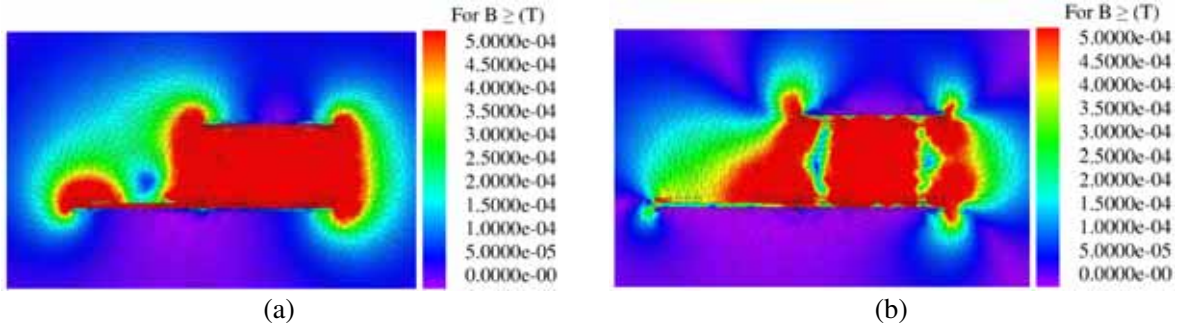 For B ≥ (T)
5.0000e-04
4.5000e-04
4.0000e-04
3.5000e-04
3.0000e-04
2.5000e-04
2.0000e-04
1.5000e-04
1.0000e-04
5.0000e-05
0.0000e-00
(a)
For B ≥ (T)
5.0000e-04
4.5000e-04
4.0000e-04
3.5000e-04
3.0000e-04
2.5000e-04
2.0000e-04
1.5000e-04
1.0000e-04
5.0000e-05
0.0000e-00
(b)